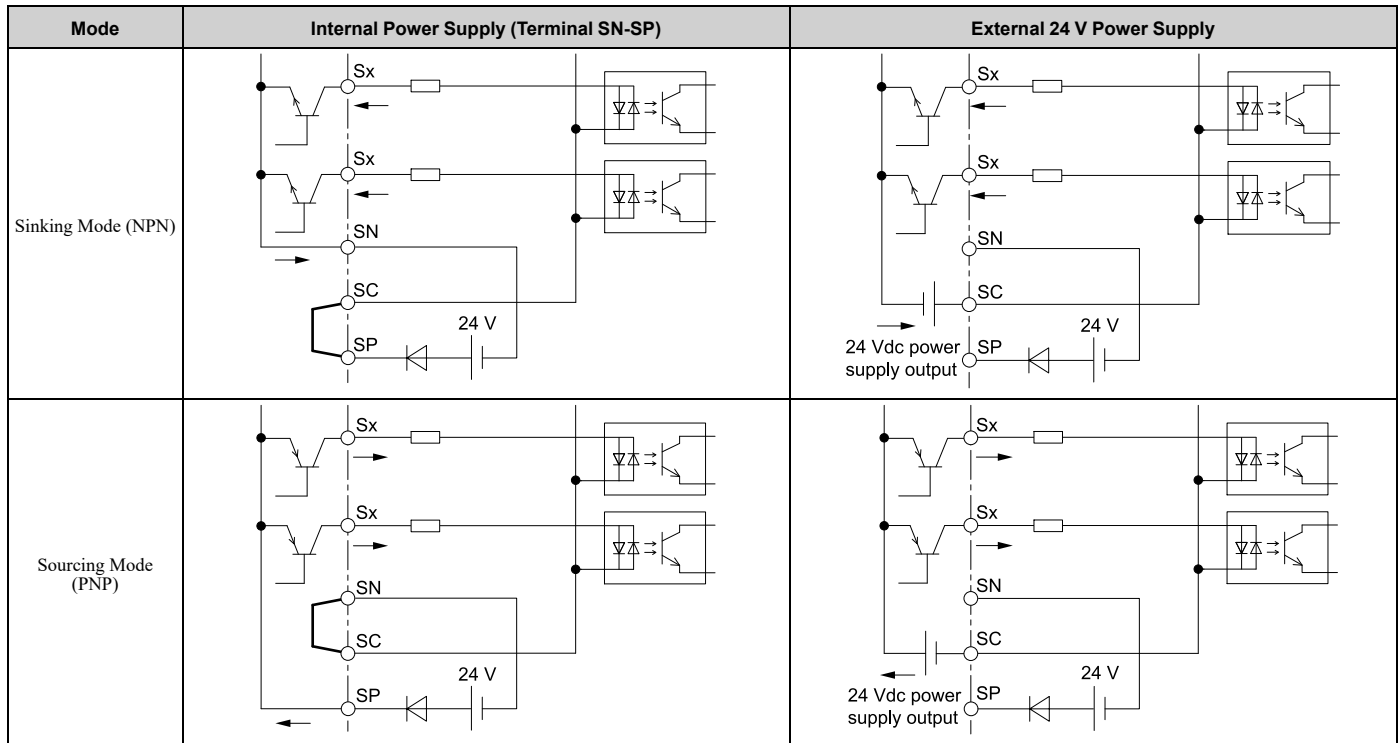 Mode
Internal Power Supply (Terminal SN-SP)
External 24 V Power Supply
Sinking Mode (NPN)
Sx
Sx
SN
SC
24 V
SP
Sx
Sx
SN
SC
24 V
24 Vdc power
supply output
SP
Sourcing Mode
(PNP)
Sx
Sx
SN
SC
24 V
SP
Sx
Sx
SN
SC
24 V
24 Vdc power
supply output
SP